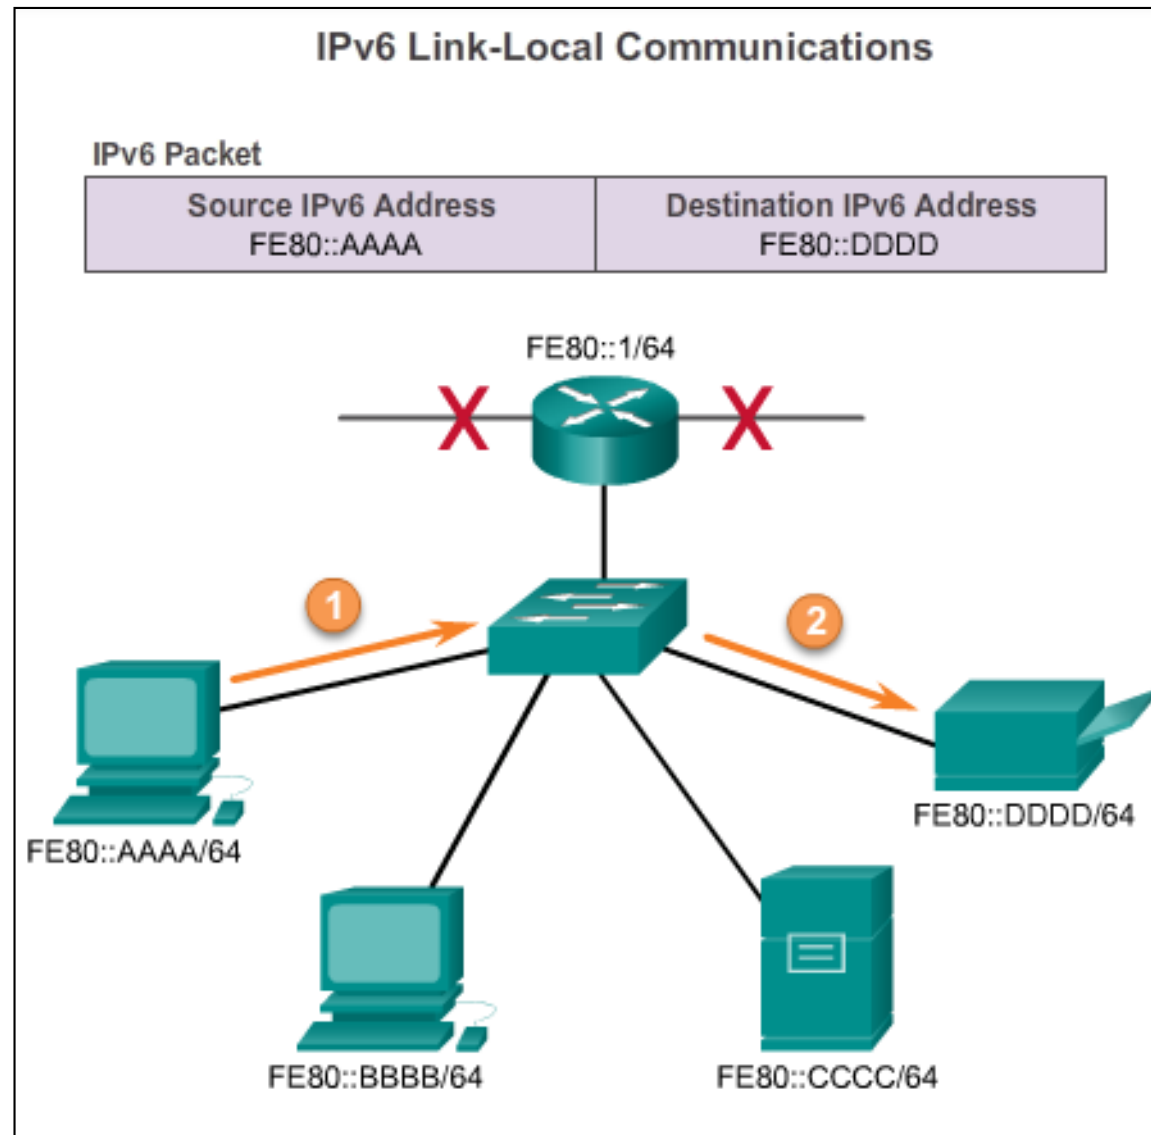 IPv6 Link-Local Communications
IPv6 Packet
Source IPv6 Address
FE80::AAAA
Destination IPv6 Address
FE80::DDDD
FE80::1/64
X X
1
2
FE80::AAAA/64
FE80::DDDD/64
FE80::BBBB/64
FE80::CCCC/64